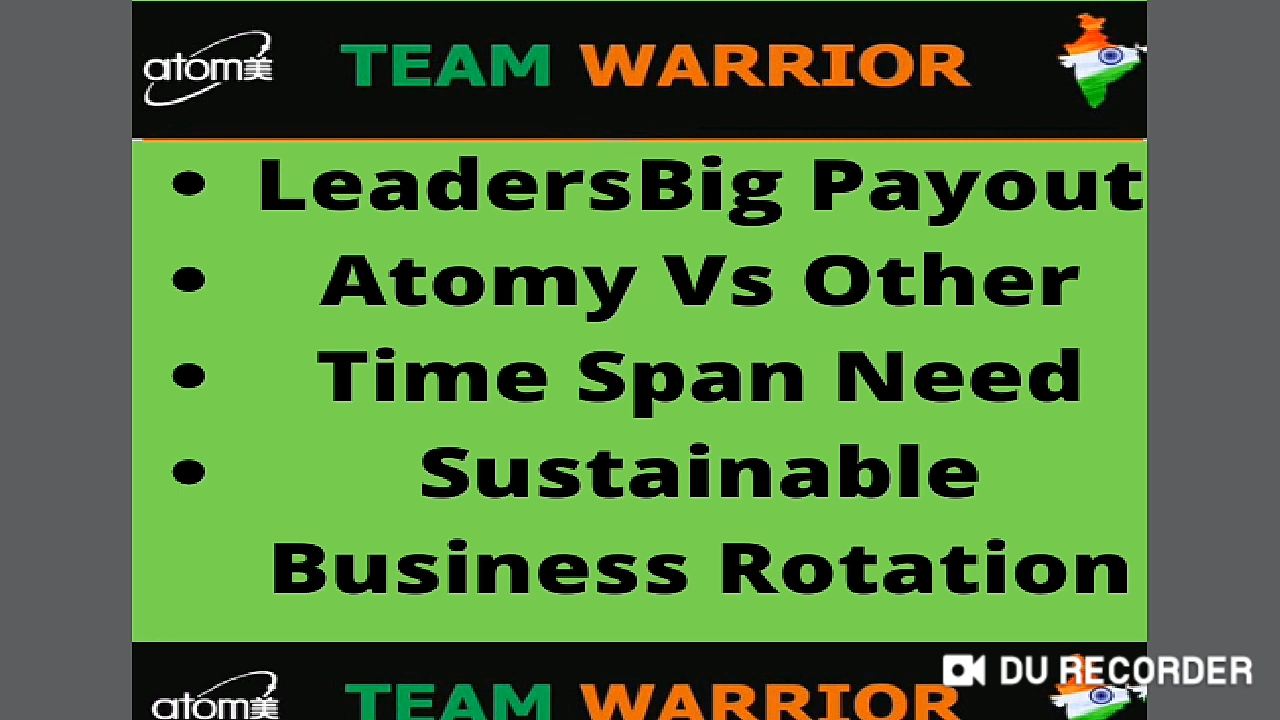 atom美 TEAM WARRIOR
• LeadersBig Payout
• Atomy Vs Other
• Time Span Need
• Sustainable
Business Rotation
atom美 TEAM WARRIOR
DU RECORDER